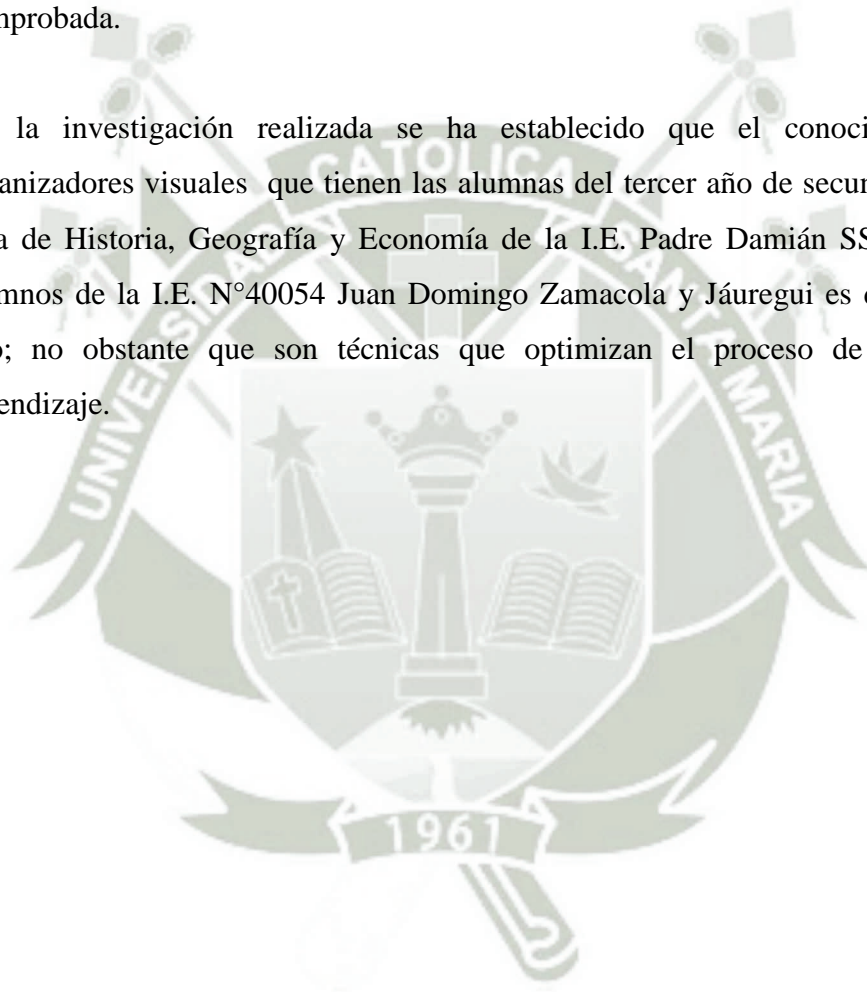 mprobada.
la investigación realizada se ha establecido que el conoci
anizadores visuales que tienen las alumnas del tercer año de secun
a de Historia, Geografía y Economía de la I.E. Padre Damián SS
mnos de la I.E. N°40054 Juan Domingo Zamacola y Jáuregui es
o; no obstante que son técnicas que optimizan el proceso de
endizaje.
UNIVERSIDAD CATOLICA SANTA MARIA
1961